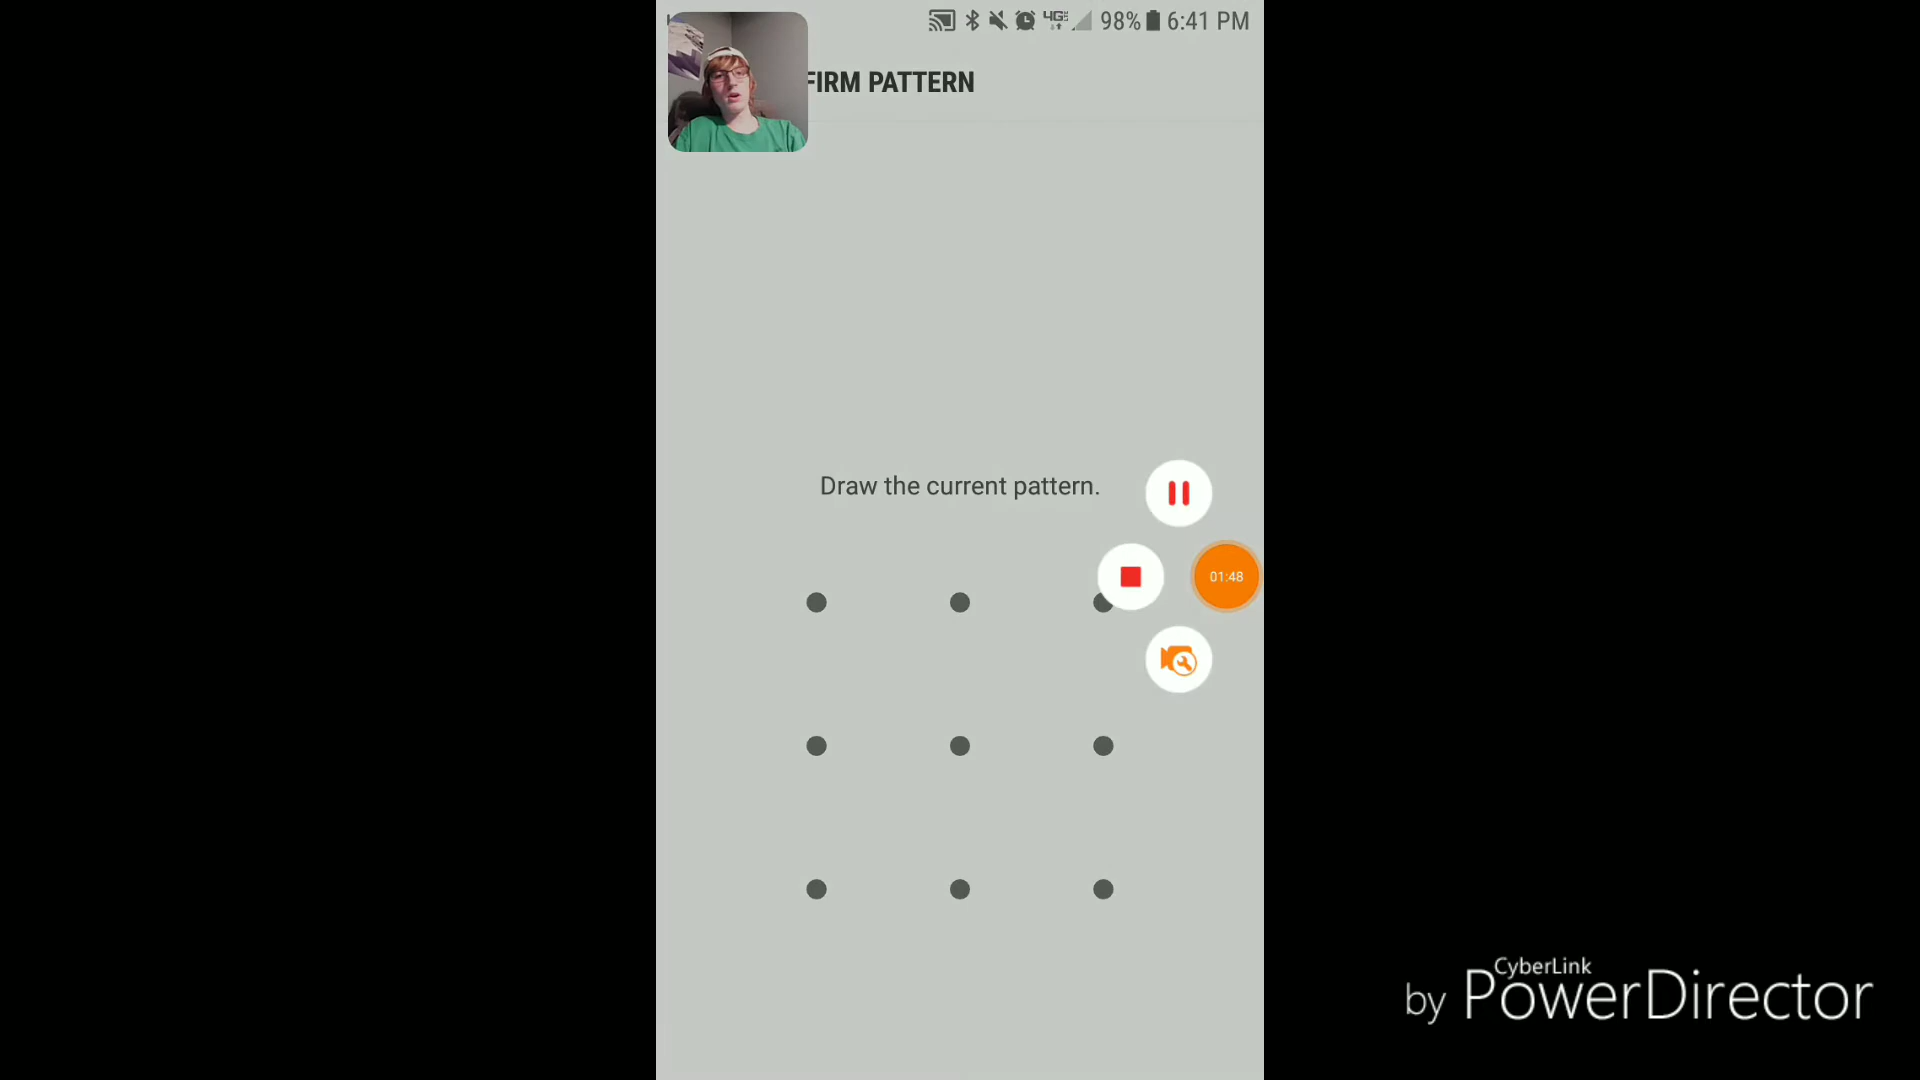 98% 6:41 PM
FIRM PATTERN
Draw the current pattern.
01:48
CyberLink
by PowerDirector